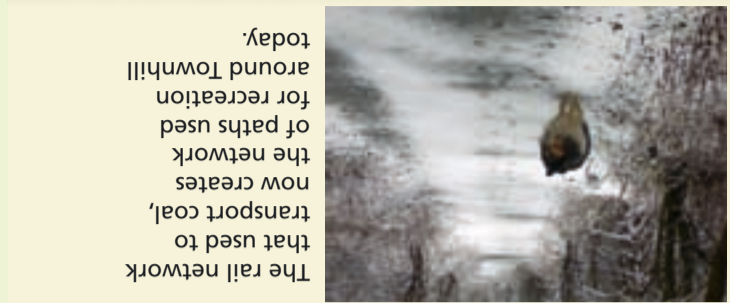 The rail network
that used to
transport coal,
now creates
the network
of paths used
for recreation
around Townhill
today.